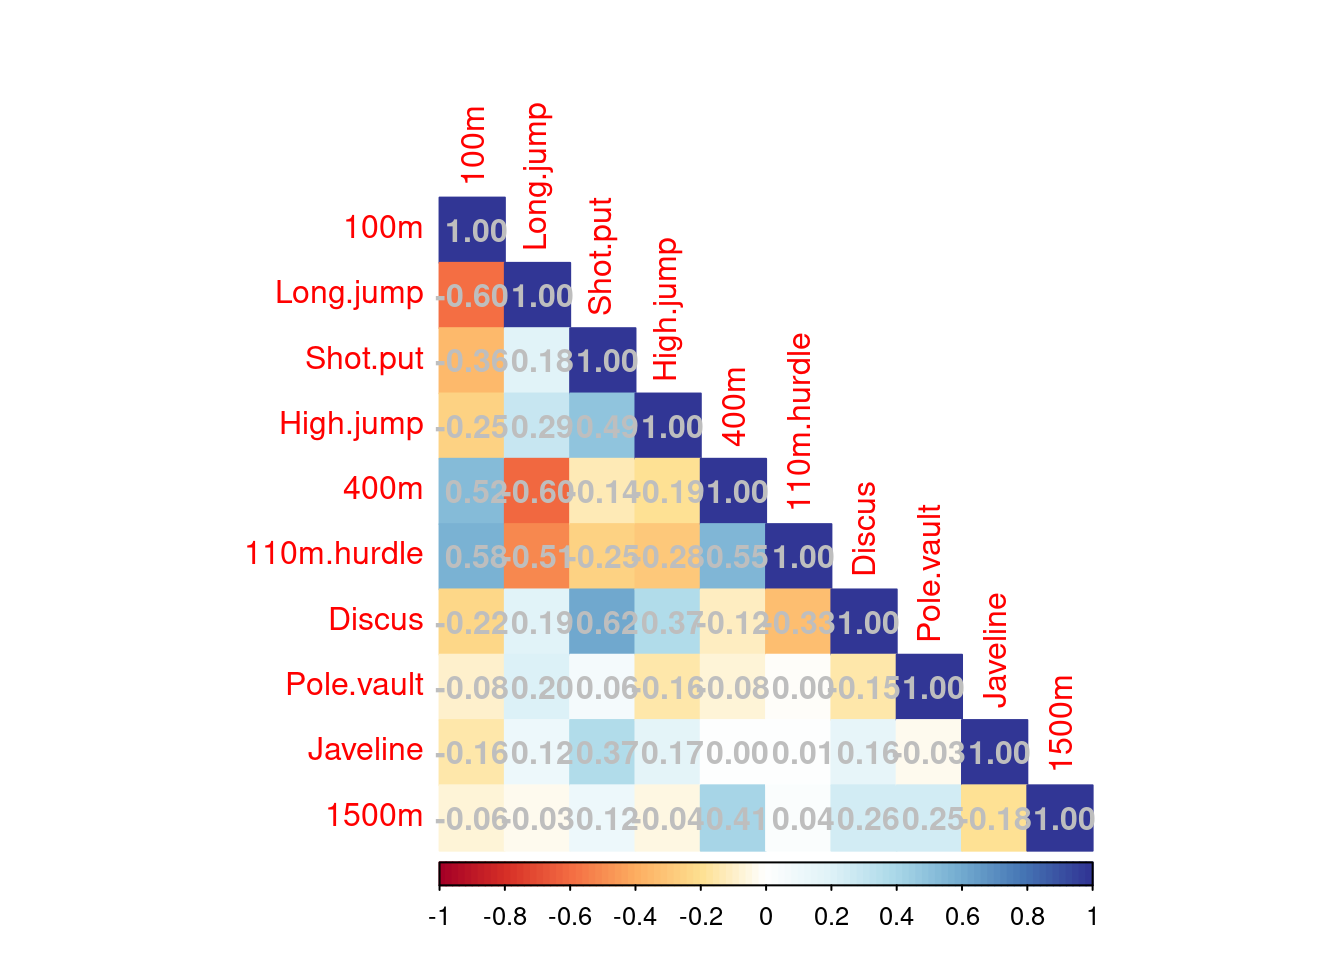 100m
Long.jump
Shot.put
High.jump
400m
110m.hurdle
Discus
Pole.vault
Javeline
1500m
100m 1.00
Long.jump -0.60 1.00
Shot.put -0.36 0.18 1.00
High.jump -0.25 0.29 0.49 1.00
400m 0.52 -0.60 -0.14 -0.19 1.00
110m.hurdle 0.58 -0.51 -0.25 -0.28 0.55 1.00
Discus -0.22 0.19 0.62 0.37 -0.12 -0.33 1.00
Pole.vault -0.08 0.20 0.06 -0.16 -0.08 0.00 -0.15 1.00
Javeline -0.16 0.12 0.37 0.17 0.00 0.01 0.16 -0.03 1.00
1500m -0.06 -0.03 0.12 -0.04 0.41 0.04 0.26 0.25 -0.18 1.00
-1 -0.8 -0.6 -0.4 -0.2 0 0.2 0.4 0.6 0.8 1